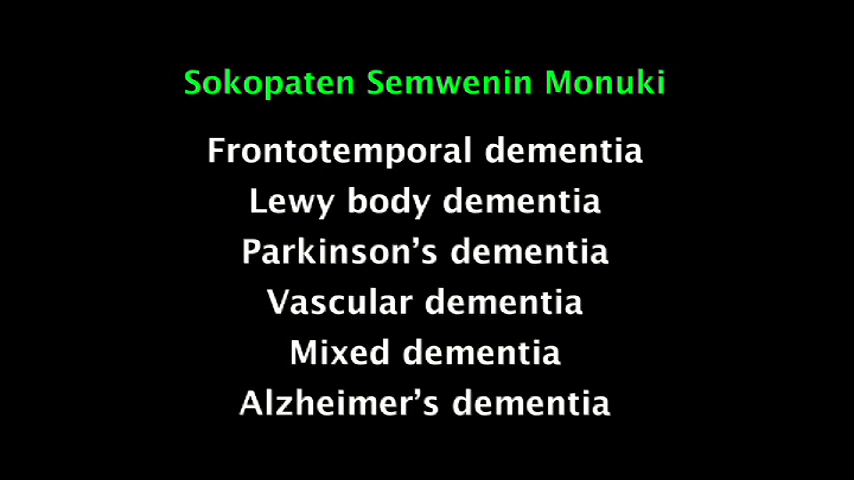 Sokopaten Semwenin Monuki
Frontotemporal dementia
Lewy body dementia
Parkinson’s dementia
Vascular dementia
Mixed dementia
Alzheimer’s dementia